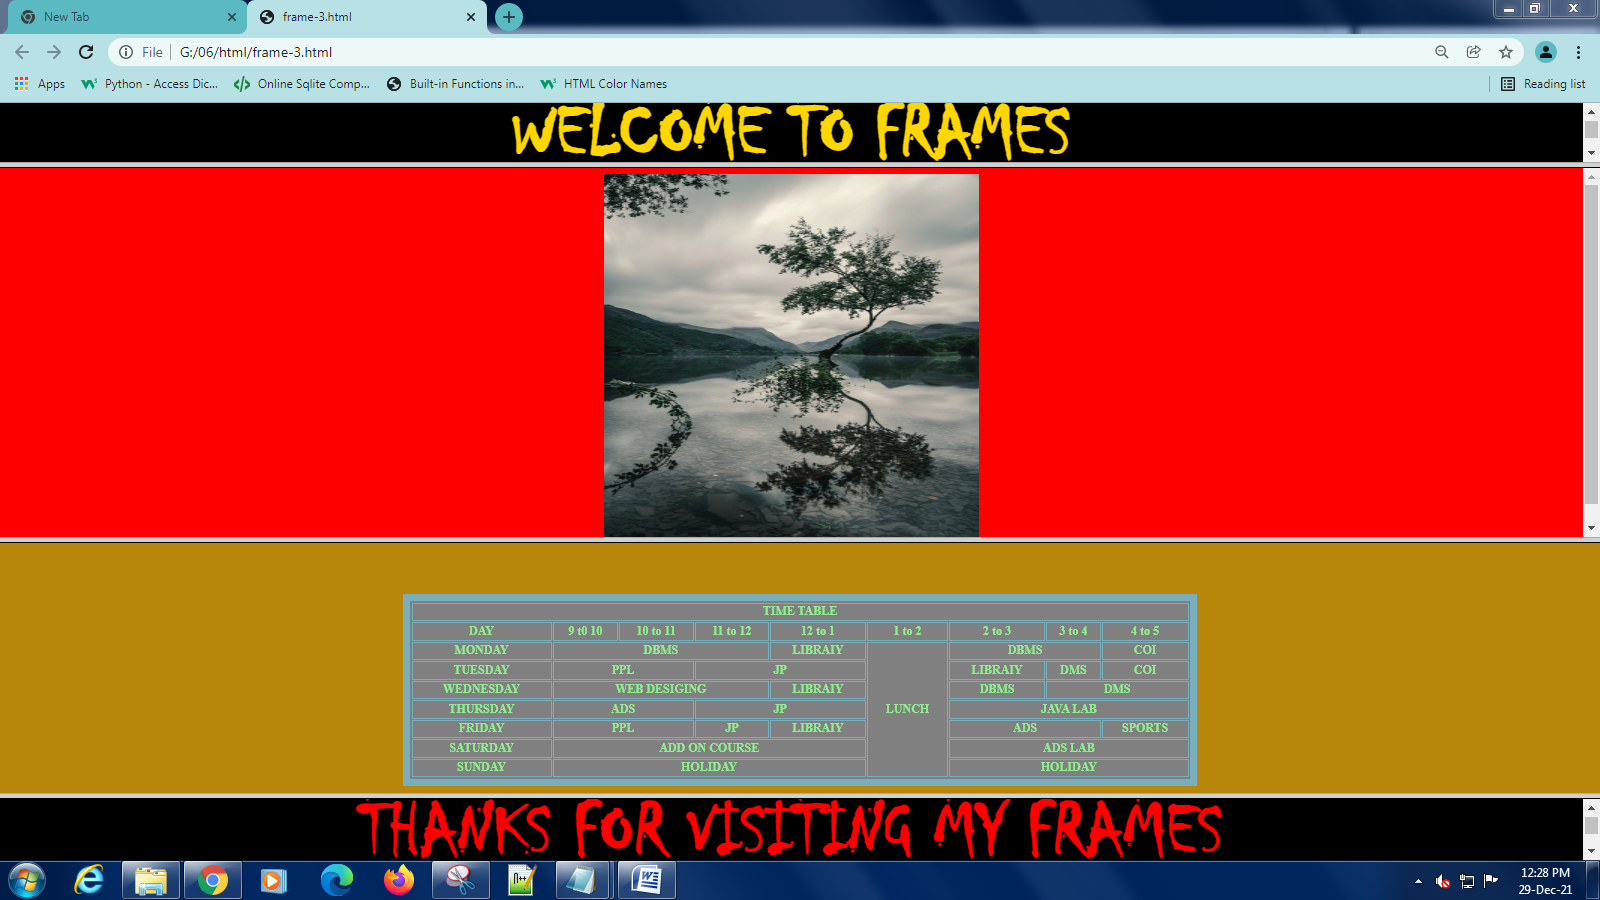 New Tab
frame-3.html
File G:/06/html/frame-3.html
Apps Python - Access Dic... Online Sqlite Comp... Built-in Functions in... HTML Color Names Reading list
WELCOME TO FRAMES
TIME TABLE
DAY 9 t0 10 10 to 11 11 to 12 12 to 1 1 to 2 2 to 3 3 to 4 4 to 5
MONDAY DBMS LIBRAIY DBMS COI
TUESDAY PPL JP LIBRAIY DMS COI
WEDNESDAY WEB DESIGING LIBRAIY DBMS DMS
THURSDAY ADS JP LUNCH JAVA LAB
FRIDAY PPL JP LIBRAIY ADS SPORTS
SATURDAY ADD ON COURSE ADS LAB
SUNDAY HOLIDAY HOLIDAY
THANKS FOR VISITING MY FRAMES
12:28 PM
29-Dec-21